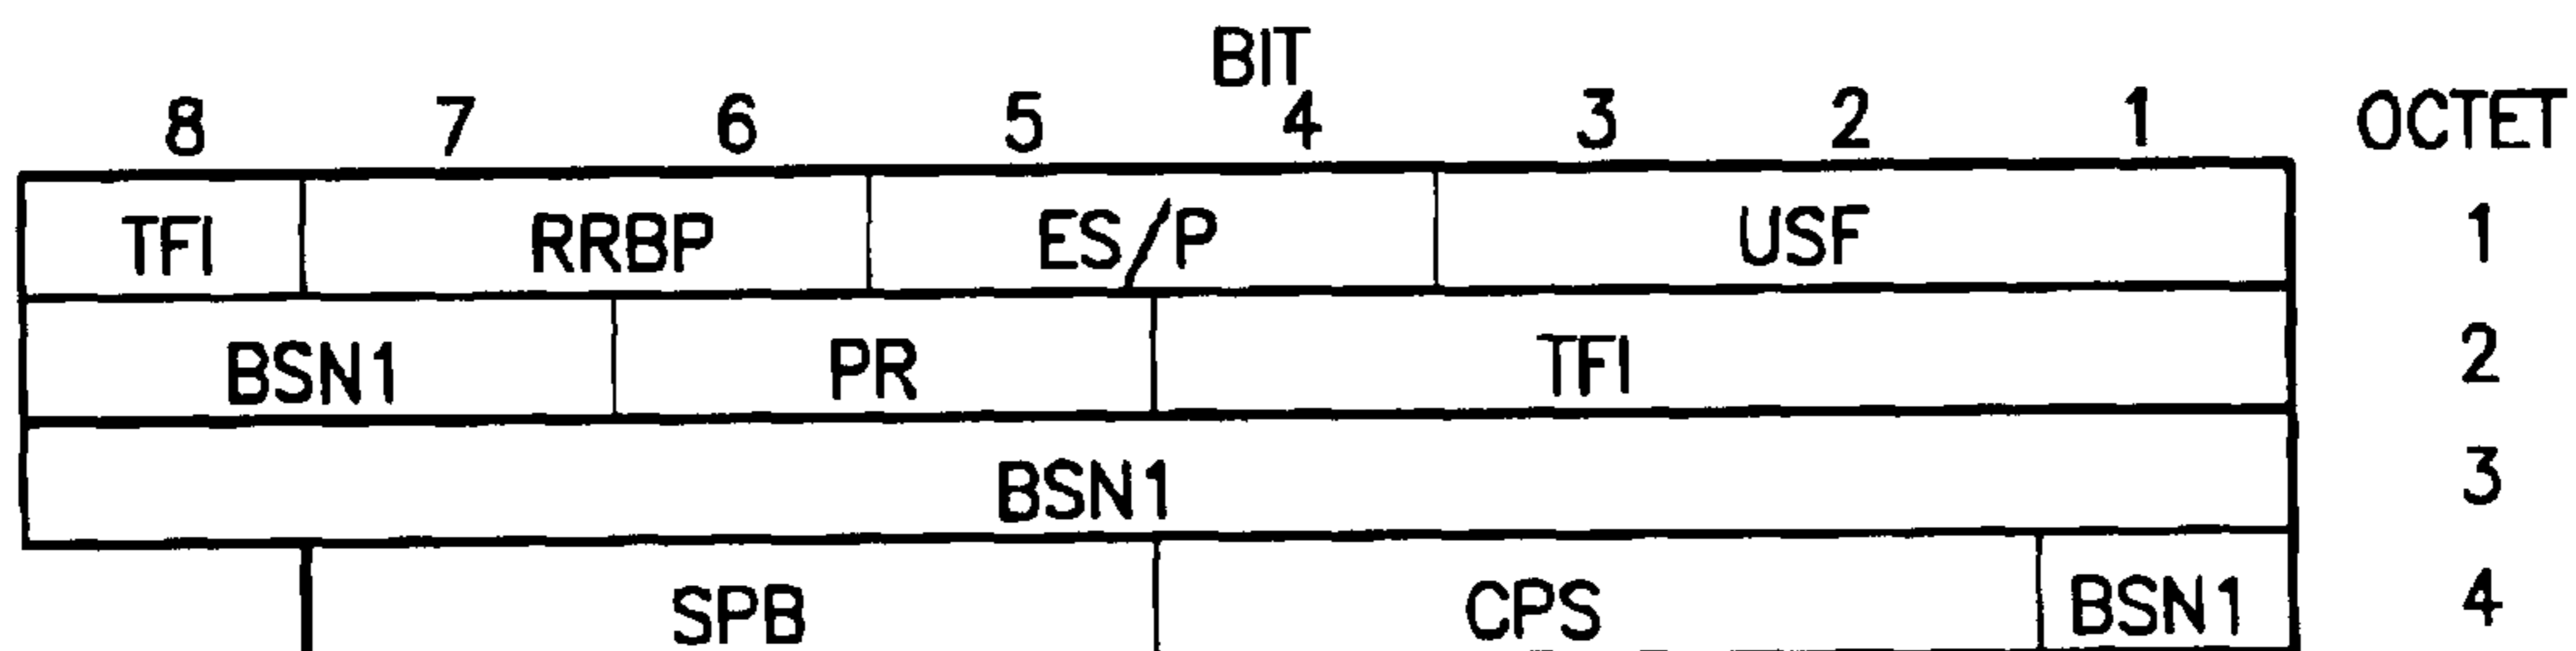 BIT
8 7 6 5 4 3 2 1 OCTET
TFI RRBP ES/P USF 1
BSN1 PR TFI 2
BSN1 3
SPB CPS BSN1 4